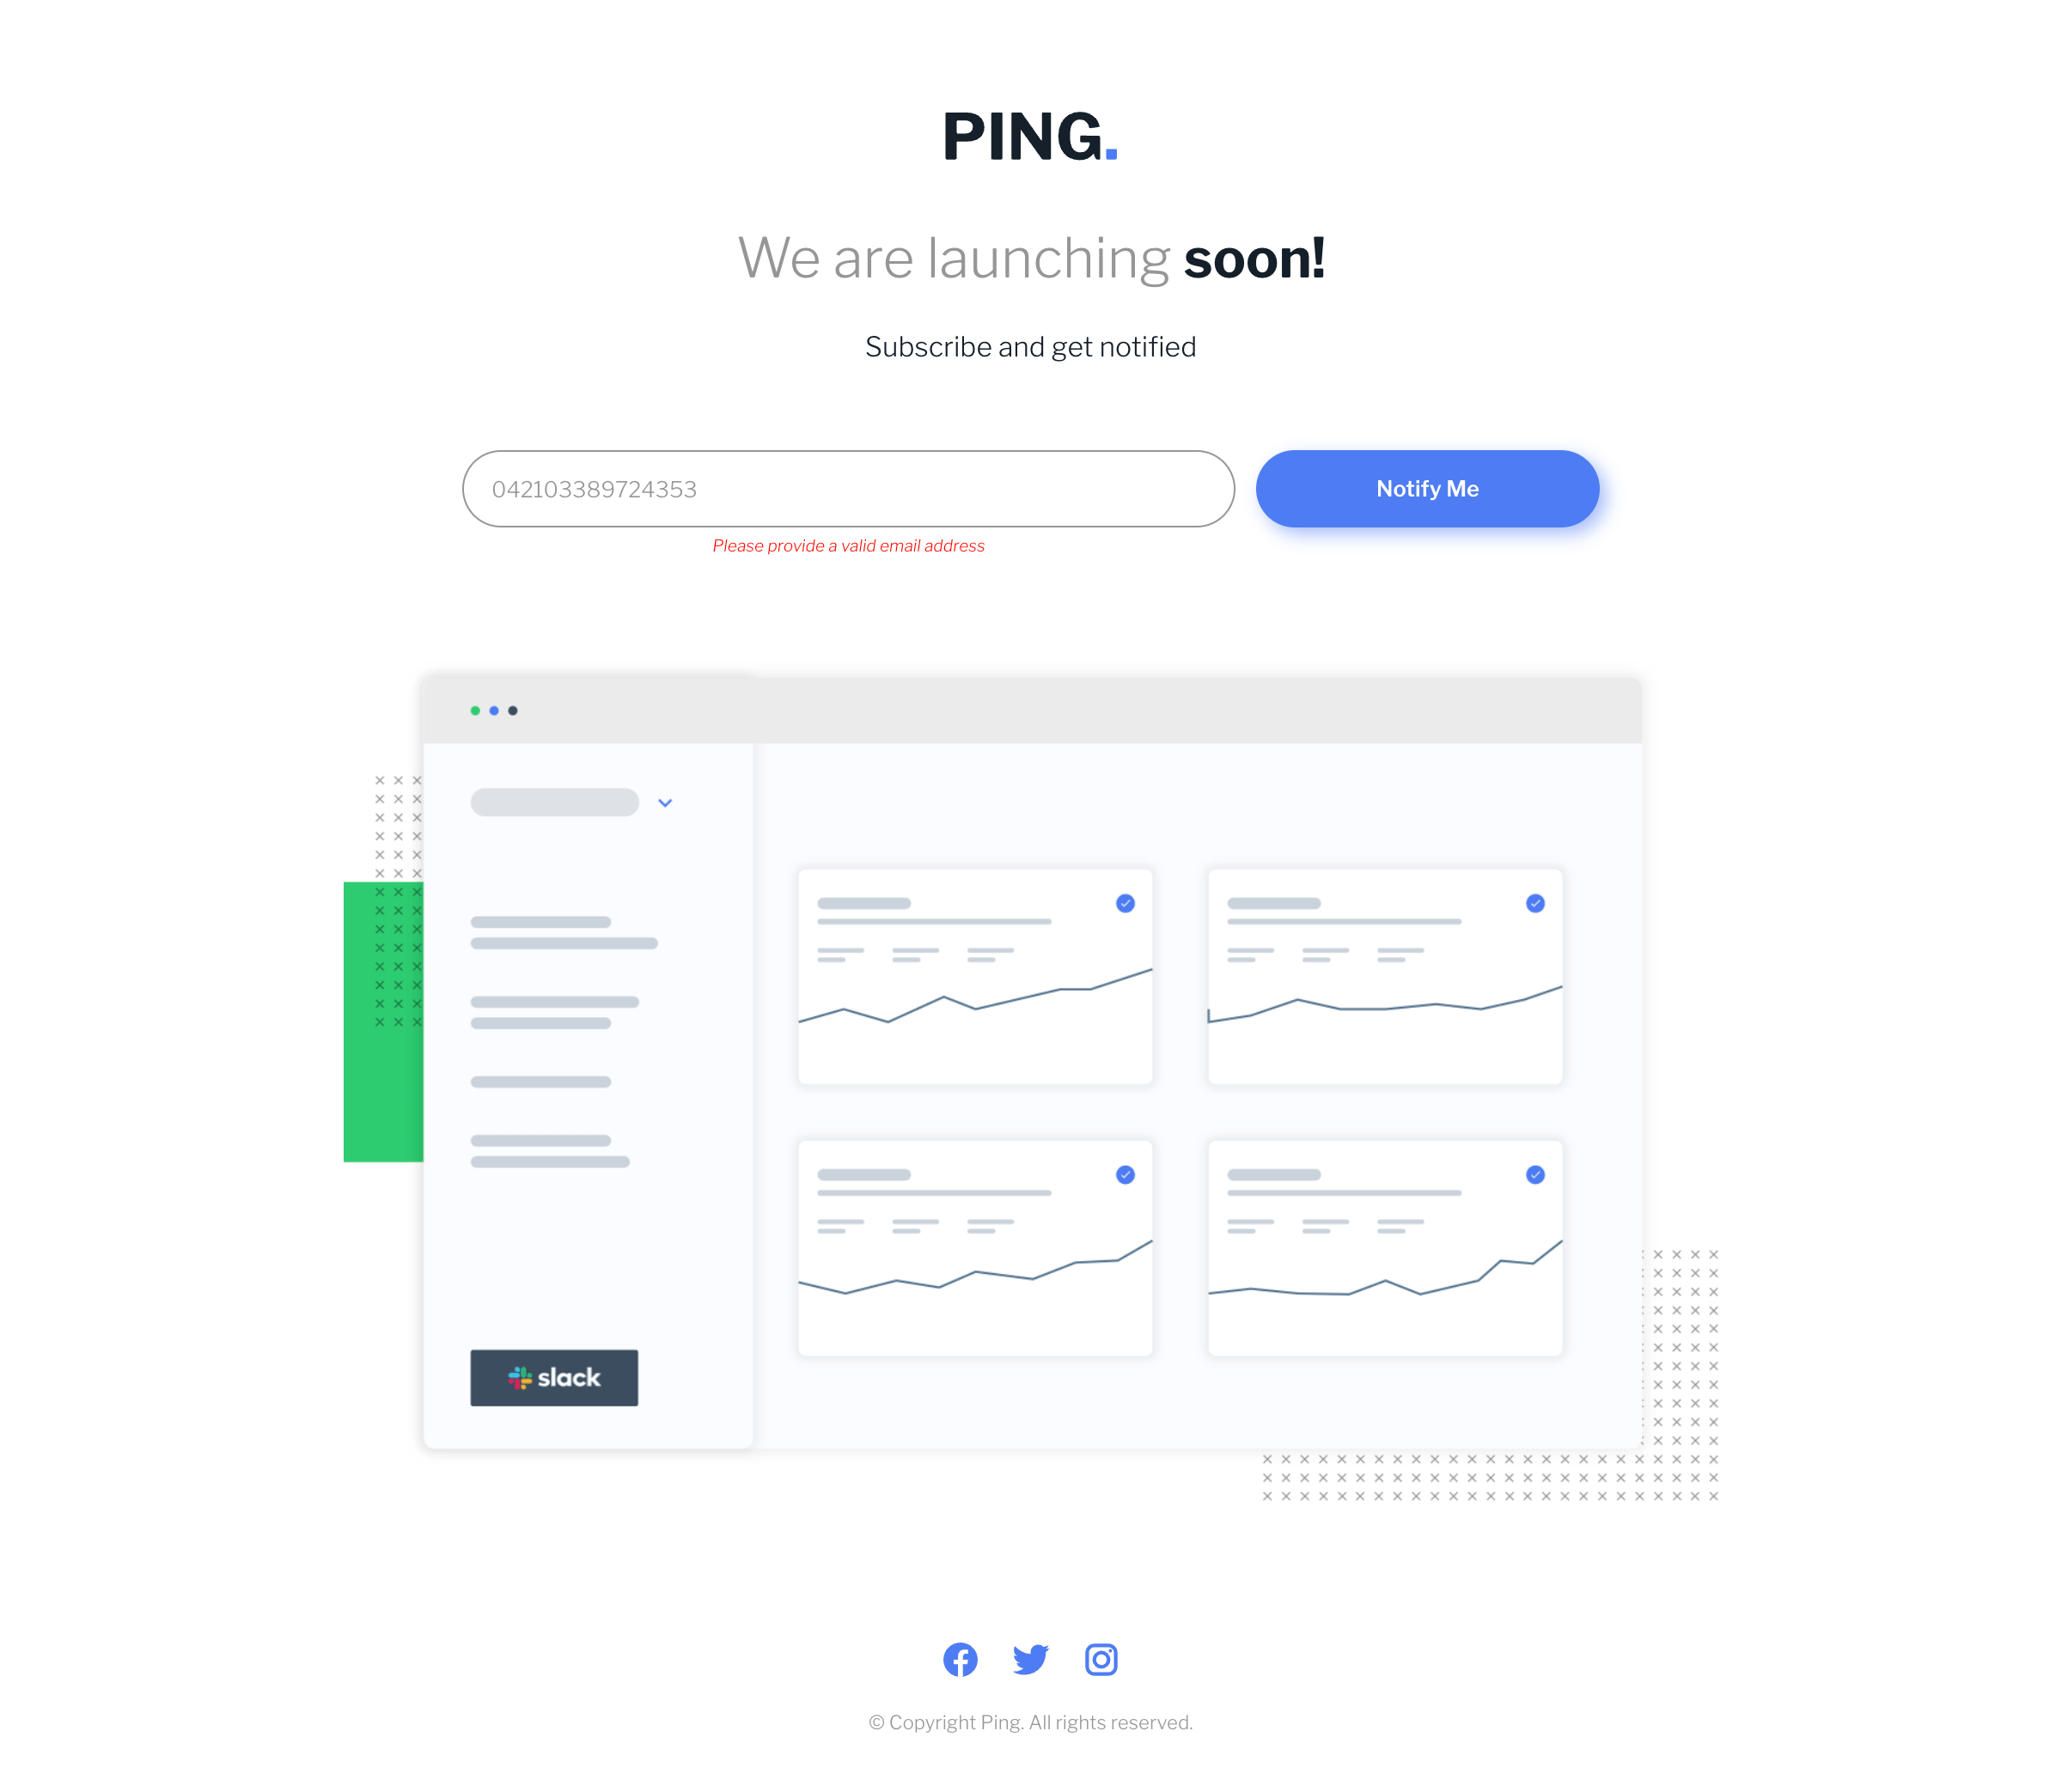 PING.
We are launching soon!
Subscribe and get notified
042103389724353
Notify Me
Please provide a valid email address
slack
© Copyright Ping. All rights reserved.